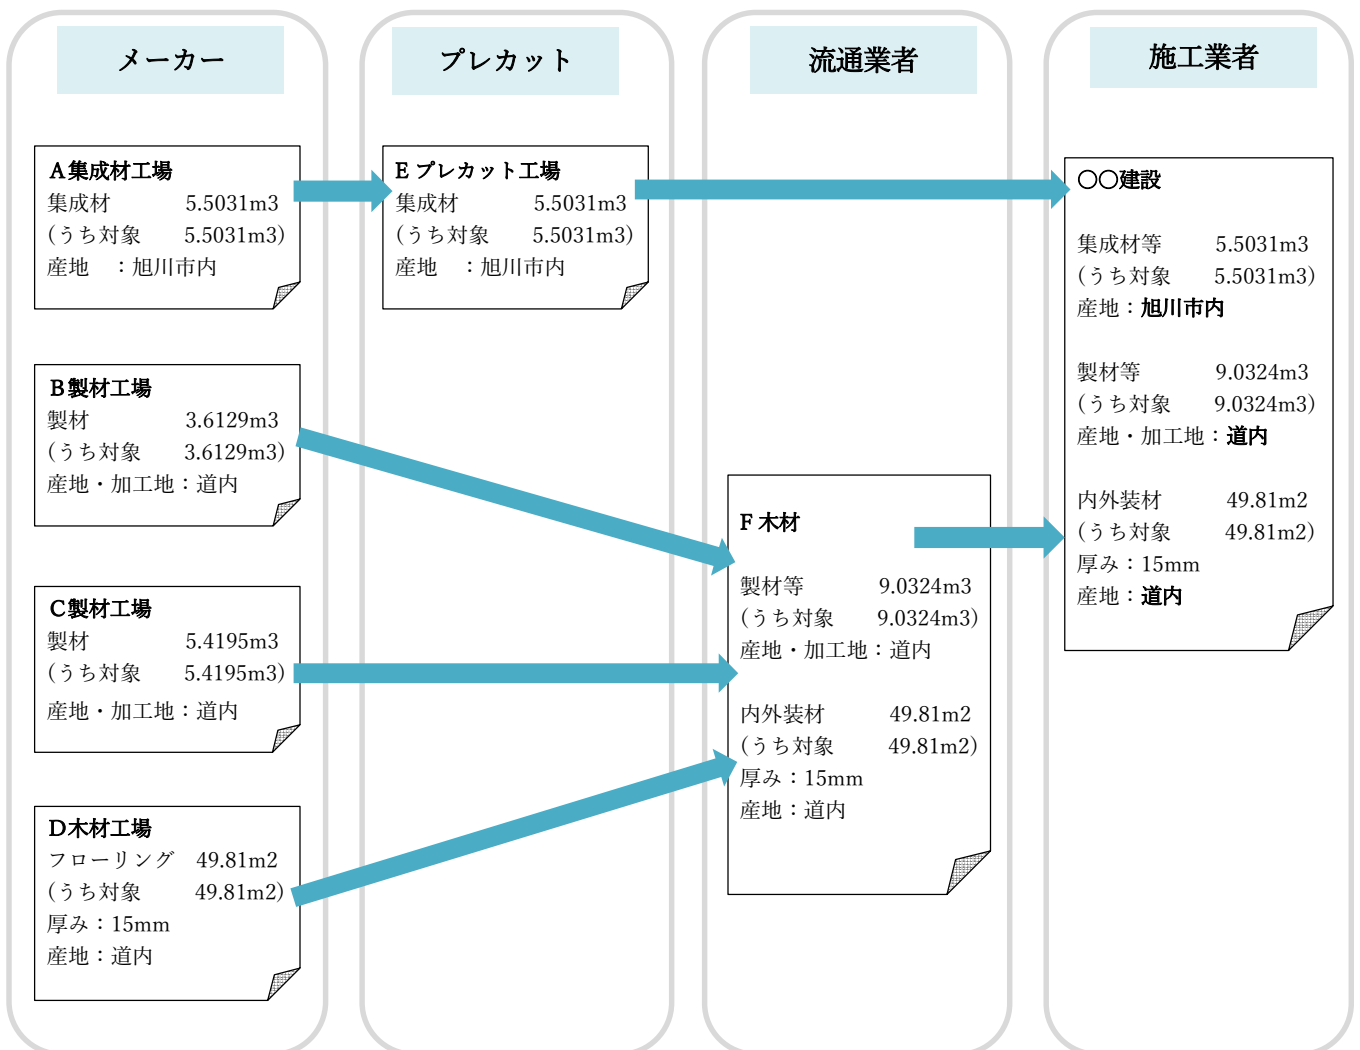 メーカー
プレカット
流通業者
施工業者
A集成材工場
集成材 5.5031m3
(うち対象 5.5031m3)
産地 ：旭川市内
B製材工場
製材 3.6129m3
(うち対象 3.6129m3)
産地・加工地：道内
C製材工場
製材 5.4195m3
(うち対象 5.4195m3)
産地・加工地：道内
D木材工場
フローリング 49.81m2
(うち対象 49.81m2)
厚み：15mm
産地：道内
E プレカット工場
集成材 5.5031m3
(うち対象 5.5031m3)
産地 ：旭川市内
F 木材
製材等 9.0324m3
(うち対象 9.0324m3)
産地・加工地：道内
内外装材 49.81m2
(うち対象 49.81m2)
厚み：15mm
産地：道内
〇〇建設
集成材等 5.5031m3
(うち対象 5.5031m3)
産地：旭川市内
製材等 9.0324m3
(うち対象 9.0324m3)
産地・加工地：道内
内外装材 49.81m2
(うち対象 49.81m2)
厚み：15mm
産地：道内